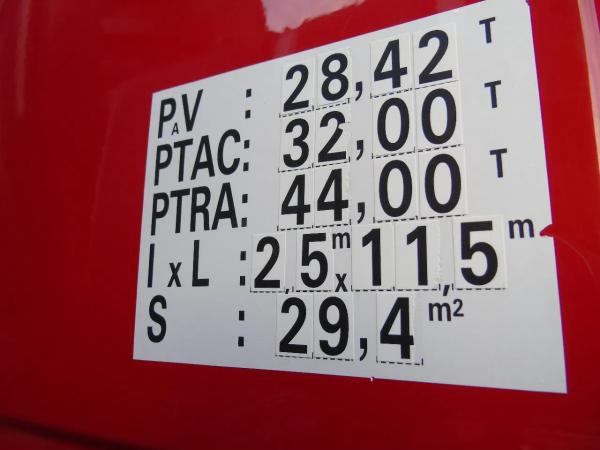 PAV : 28,42 T
PTAC: 32,00 T
PTRA: 44,00 T
l x L : 2,5m x 11,5 m
S : 29,4 m²